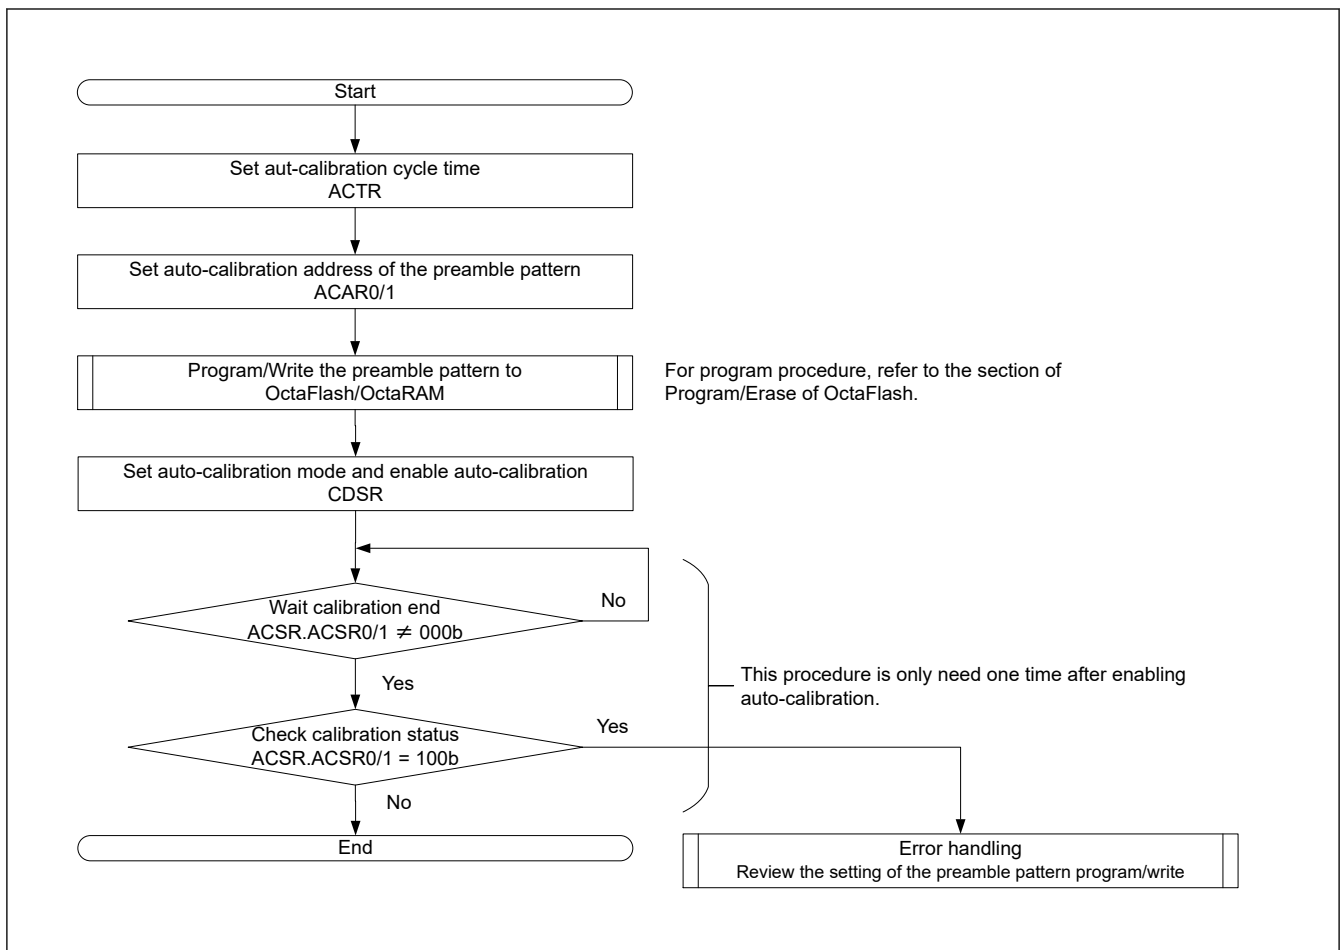 Start
Set aut-calibration cycle time
ACTR
Set auto-calibration address of the preamble pattern
ACAR0/1
Program/Write the preamble pattern to
OctaFlash/OctaRAM
For program procedure, refer to the section of
Program/Erase of OctaFlash.
Set auto-calibration mode and enable auto-calibration
CDSR
Wait calibration end
ACSR.ACSR0/1 ≠ 000b
No
Yes
This procedure is only need one time after enabling
auto-calibration.
Check calibration status
ACSR.ACSR0/1 = 100b
Yes
No
End
Error handling
Review the setting of the preamble pattern program/write